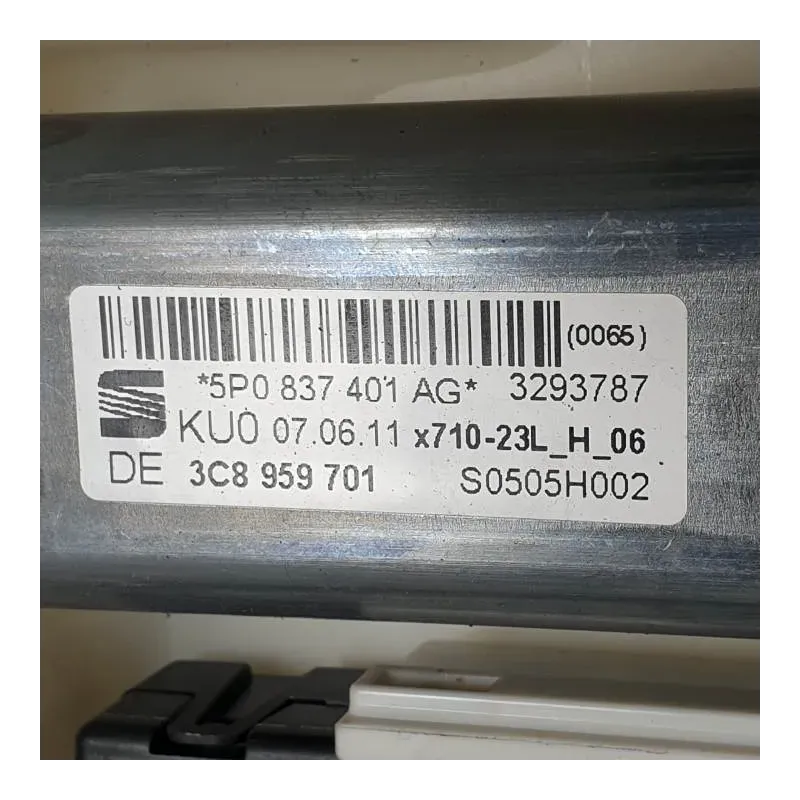 (0065)
*5P0 837 401 AG* 3293787
KU0 07.06.11 x710-23L_H_06
DE 3C8 959 701 S0505H002